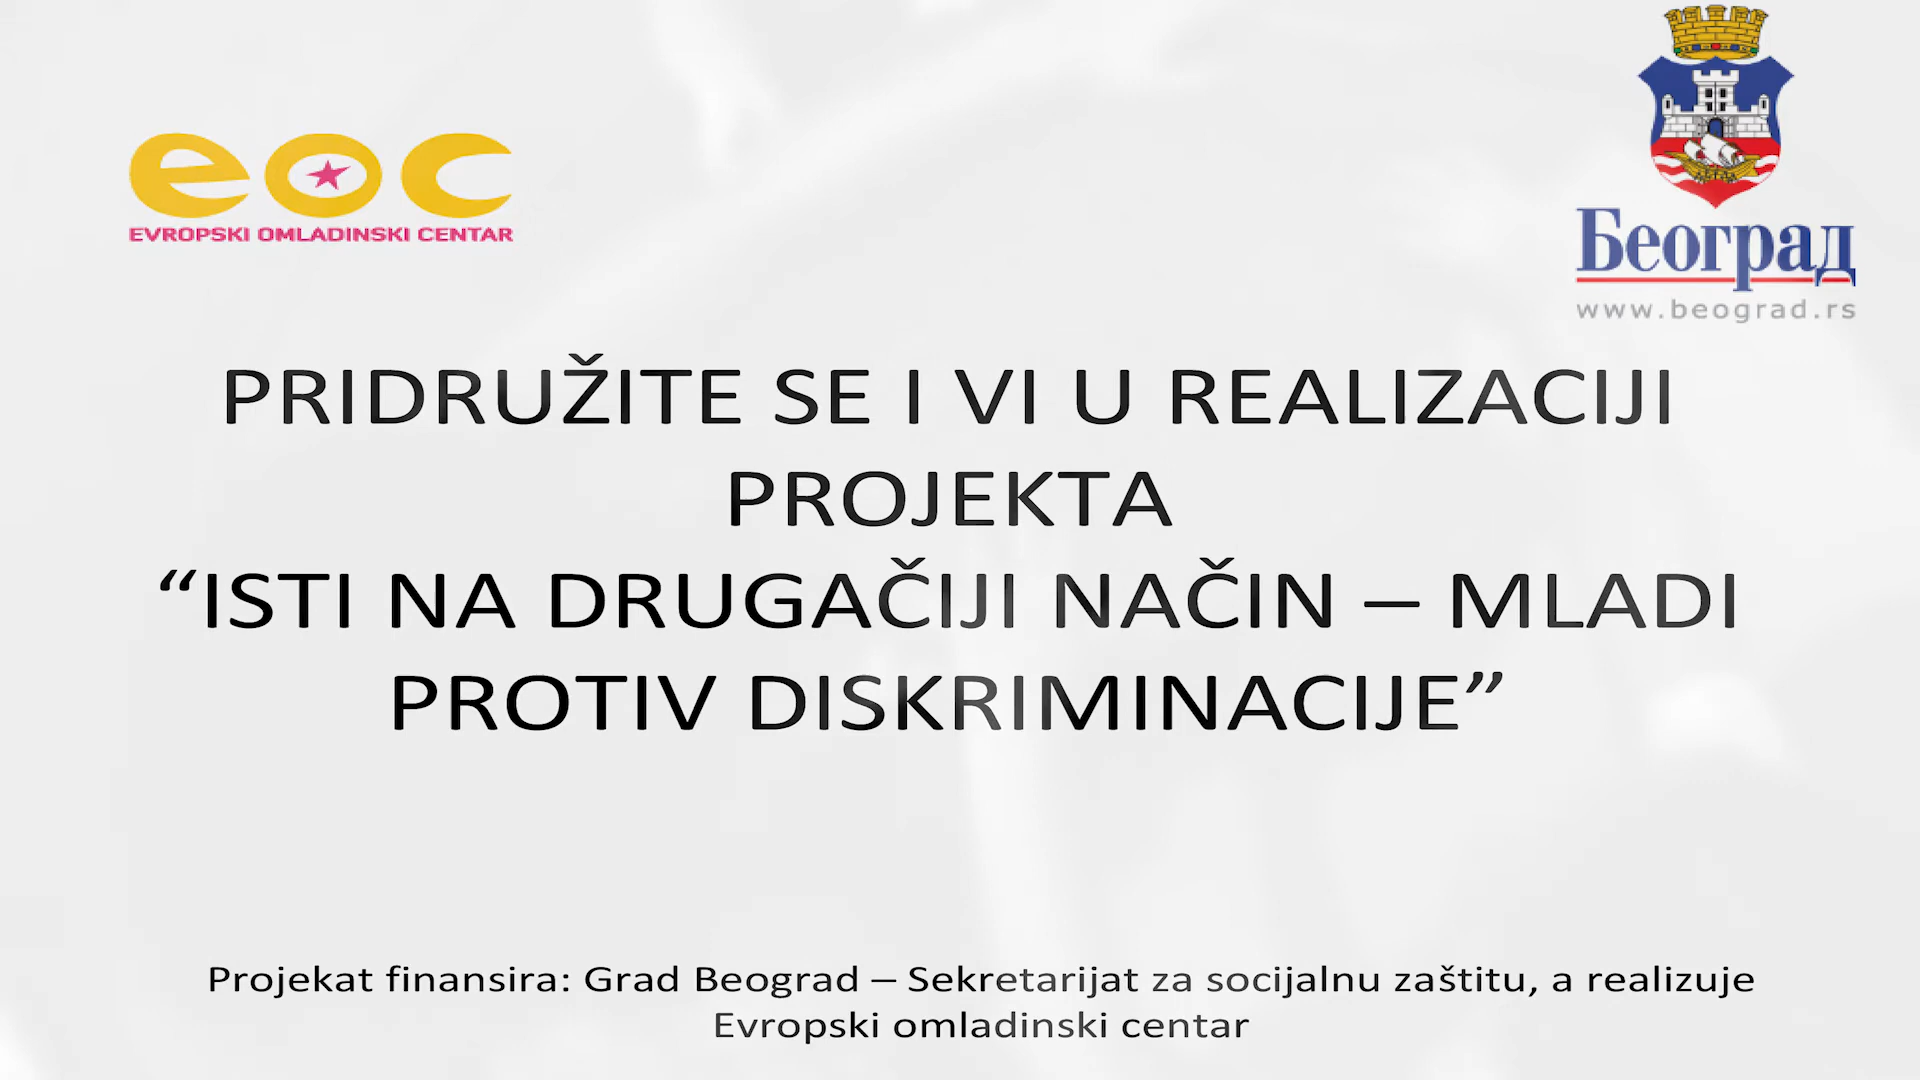 eoc
EVROPSKI OMLADINSKI CENTAR
Београд
www.beograd.rs
PRIDRUŽITE SE I VI U REALIZACIJI
PROJEKTA
“ISTI NA DRUGAČIJI NAČIN – MLADI
PROTIV DISKRIMINACIJE”
Projekat finansira: Grad Beograd – Sekretarijat za socijalnu zaštitu, a realizuje
Evropski omladinski centar